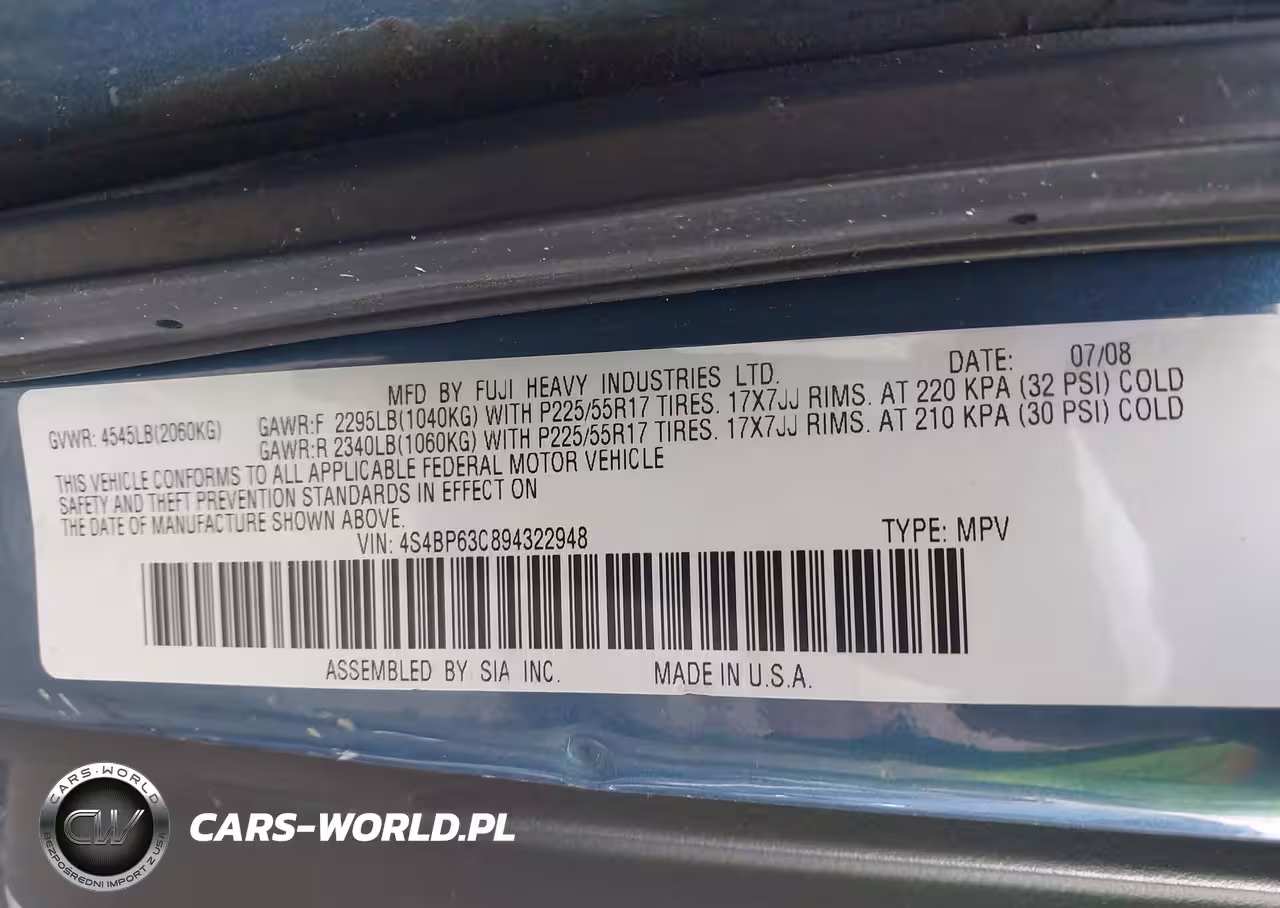 MFD BY FUJI HEAVY INDUSTRIES LTD. DATE: 07/08
GVWR: 4545LB(2060KG) GAWR:F 2295LB(1040KG) WITH P225/55R17 TIRES. 17X7JJ RIMS. AT 220 KPA (32 PSI) COLD
GAWR:R 2340LB(1060KG) WITH P225/55R17 TIRES. 17X7JJ RIMS. AT 210 KPA (30 PSI) COLD
THIS VEHICLE CONFORMS TO ALL APPLICABLE FEDERAL MOTOR VEHICLE
SAFETY AND THEFT PREVENTION STANDARDS IN EFFECT ON
THE DATE OF MANUFACTURE SHOWN ABOVE.
VIN: 4S4BP63C894322948 TYPE: MPV
ASSEMBLED BY SIA INC. MADE IN U.S.A.
CARS-WORLD
CW
BEZPOŚREDNI IMPORT Z USA
CARS-WORLD.PL